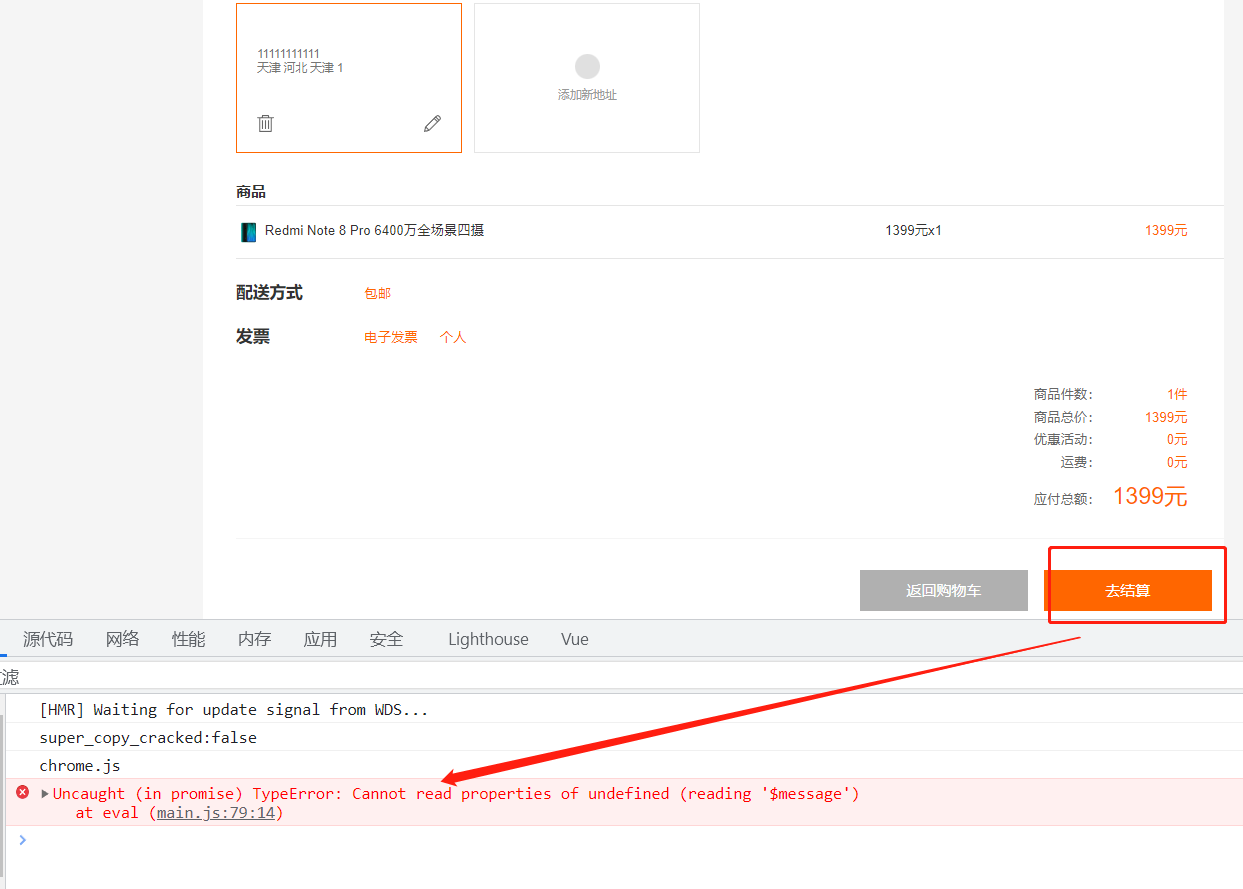 11111111111
天津 河北 天津 1
添加新地址
商品
Redmi Note 8 Pro 6400万全场景四摄 1399元x1 1399元
配送方式 包邮
发票 电子发票 个人
商品件数: 1件
商品总价: 1399元
优惠活动: 0元
运费: 0元
应付总额: 1399元
返回购物车 去结算
源代码 网络 性能 内存 应用 安全 Lighthouse Vue
滤
[HMR] Waiting for update signal from WDS...
super_copy_cracked:false
chrome.js
Uncaught (in promise) TypeError: Cannot read properties of undefined (reading '$message')
at eval (main.js:79:14)